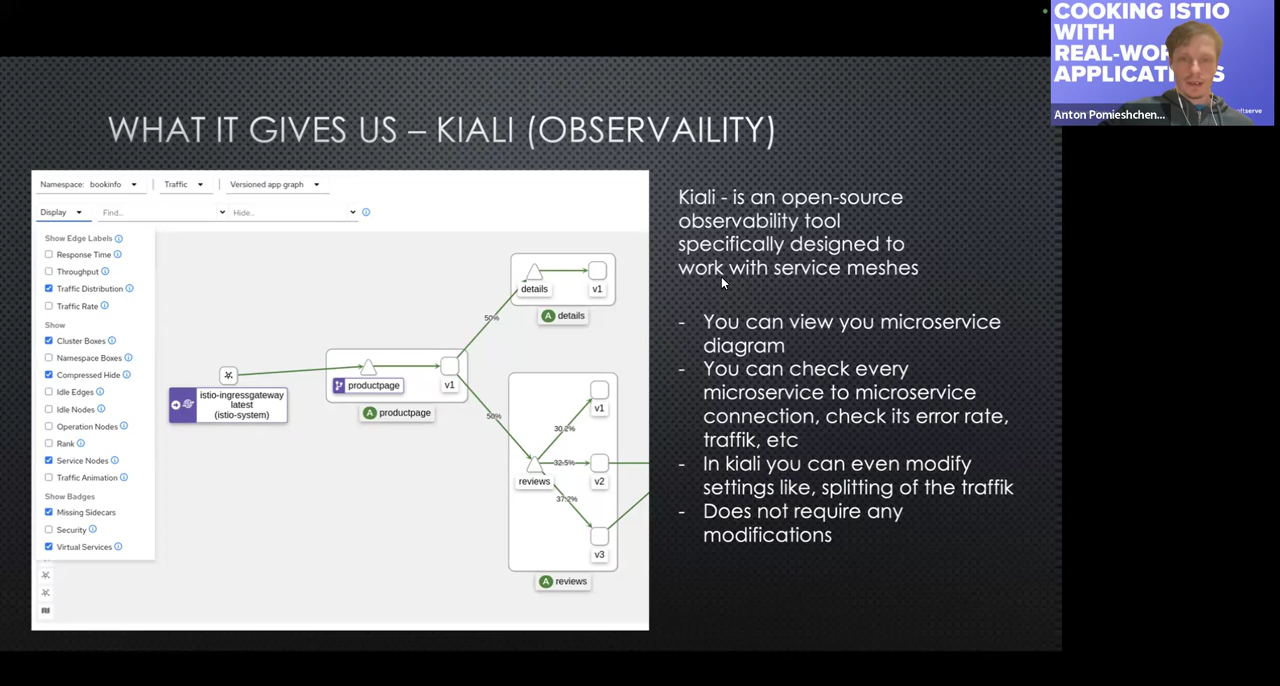 COOKING ISTIO
WITH
REAL-WOR
APPLICAT S
Anton Pomieshchen...
WHAT IT GIVES US – KIALI (OBSERVAILITY)
Namespace: bookinfo
Traffic
Versioned app graph
Display
Find...
Hide...
Show Edge Labels
Response Time
Throughput
Traffic Distribution
Traffic Rate
Show
Cluster Boxes
Namespace Boxes
Compressed Hide
Idle Edges
Idle Nodes
Operation Nodes
Rank
Service Nodes
Traffic Animation
Show Badges
Missing Sidecars
Security
Virtual Services
istio-ingressgateway
latest
(istio-system)
productpage
v1
A productpage
50%
details
v1
A details
50%
reviews
30.2%
v1
32.5%
v2
37.2%
v3
A reviews
Kiali - is an open-source
observability tool
specifically designed to
work with service meshes
- You can view you microservice
diagram
- You can check every
microservice to microservice
connection, check its error rate,
traffik, etc
- In kiali you can even modify
settings like, splitting of the traffik
- Does not require any
modifications